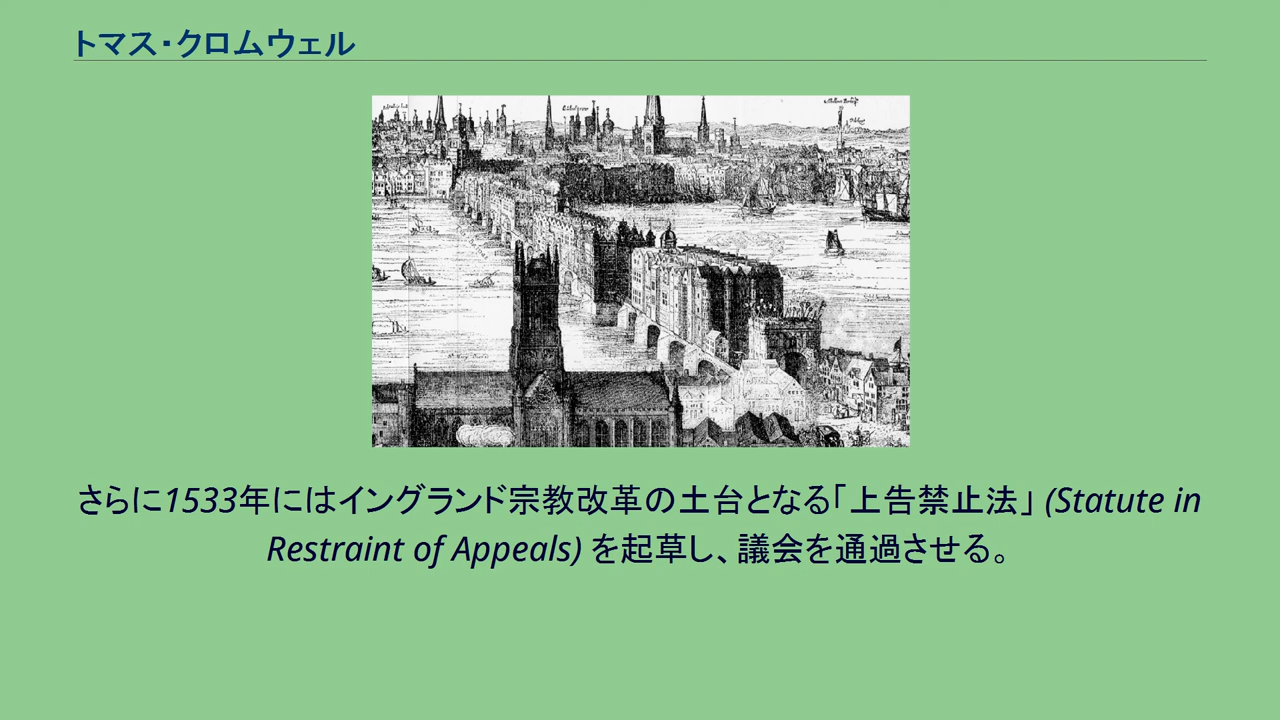 トマス・クロムウェル
さらに1533年にはイングランド宗教改革の土台となる「上告禁止法」 (Statute in
Restraint of Appeals) を起草し、議会を通過させる。